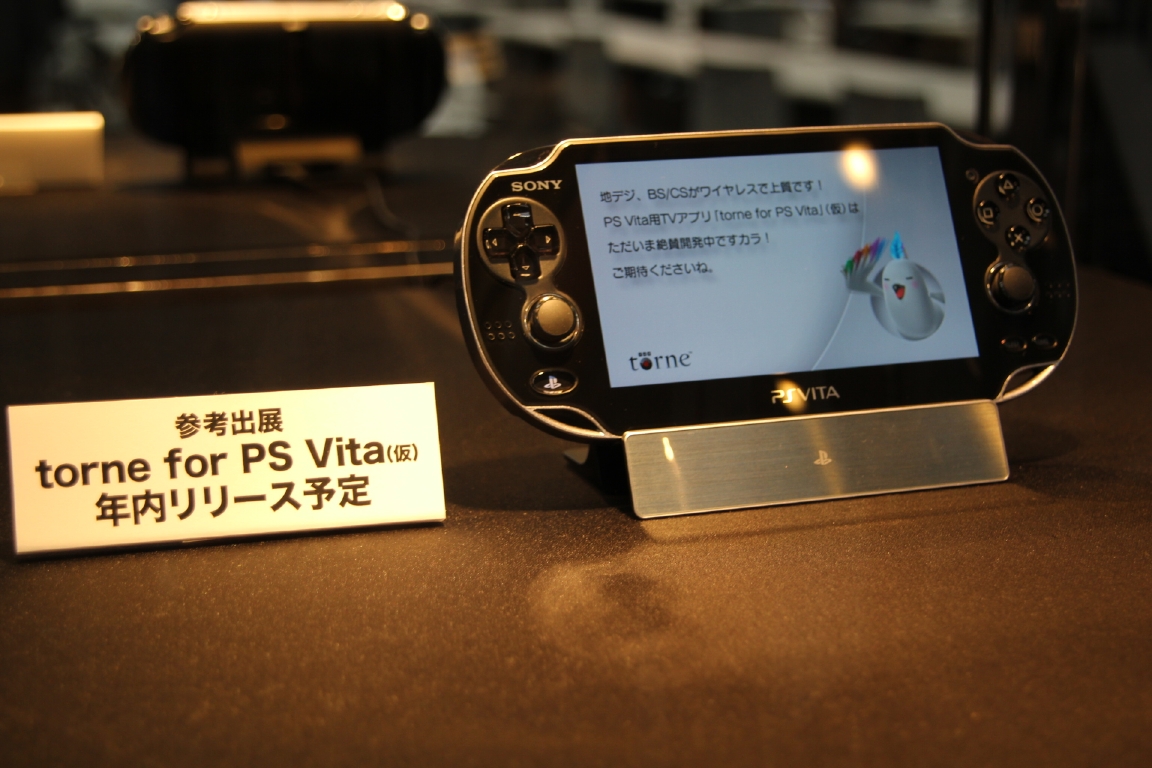 参考出展
torne for PS Vita(仮)
年内リリース予定
SONY
地デジ、BS/CSがワイヤレスで上質です！
PS Vita用TVアプリ「torne for PS Vita」(仮)は
ただいま絶賛開発中ですカラ！
ご期待くださいね。
torne
PSVITA